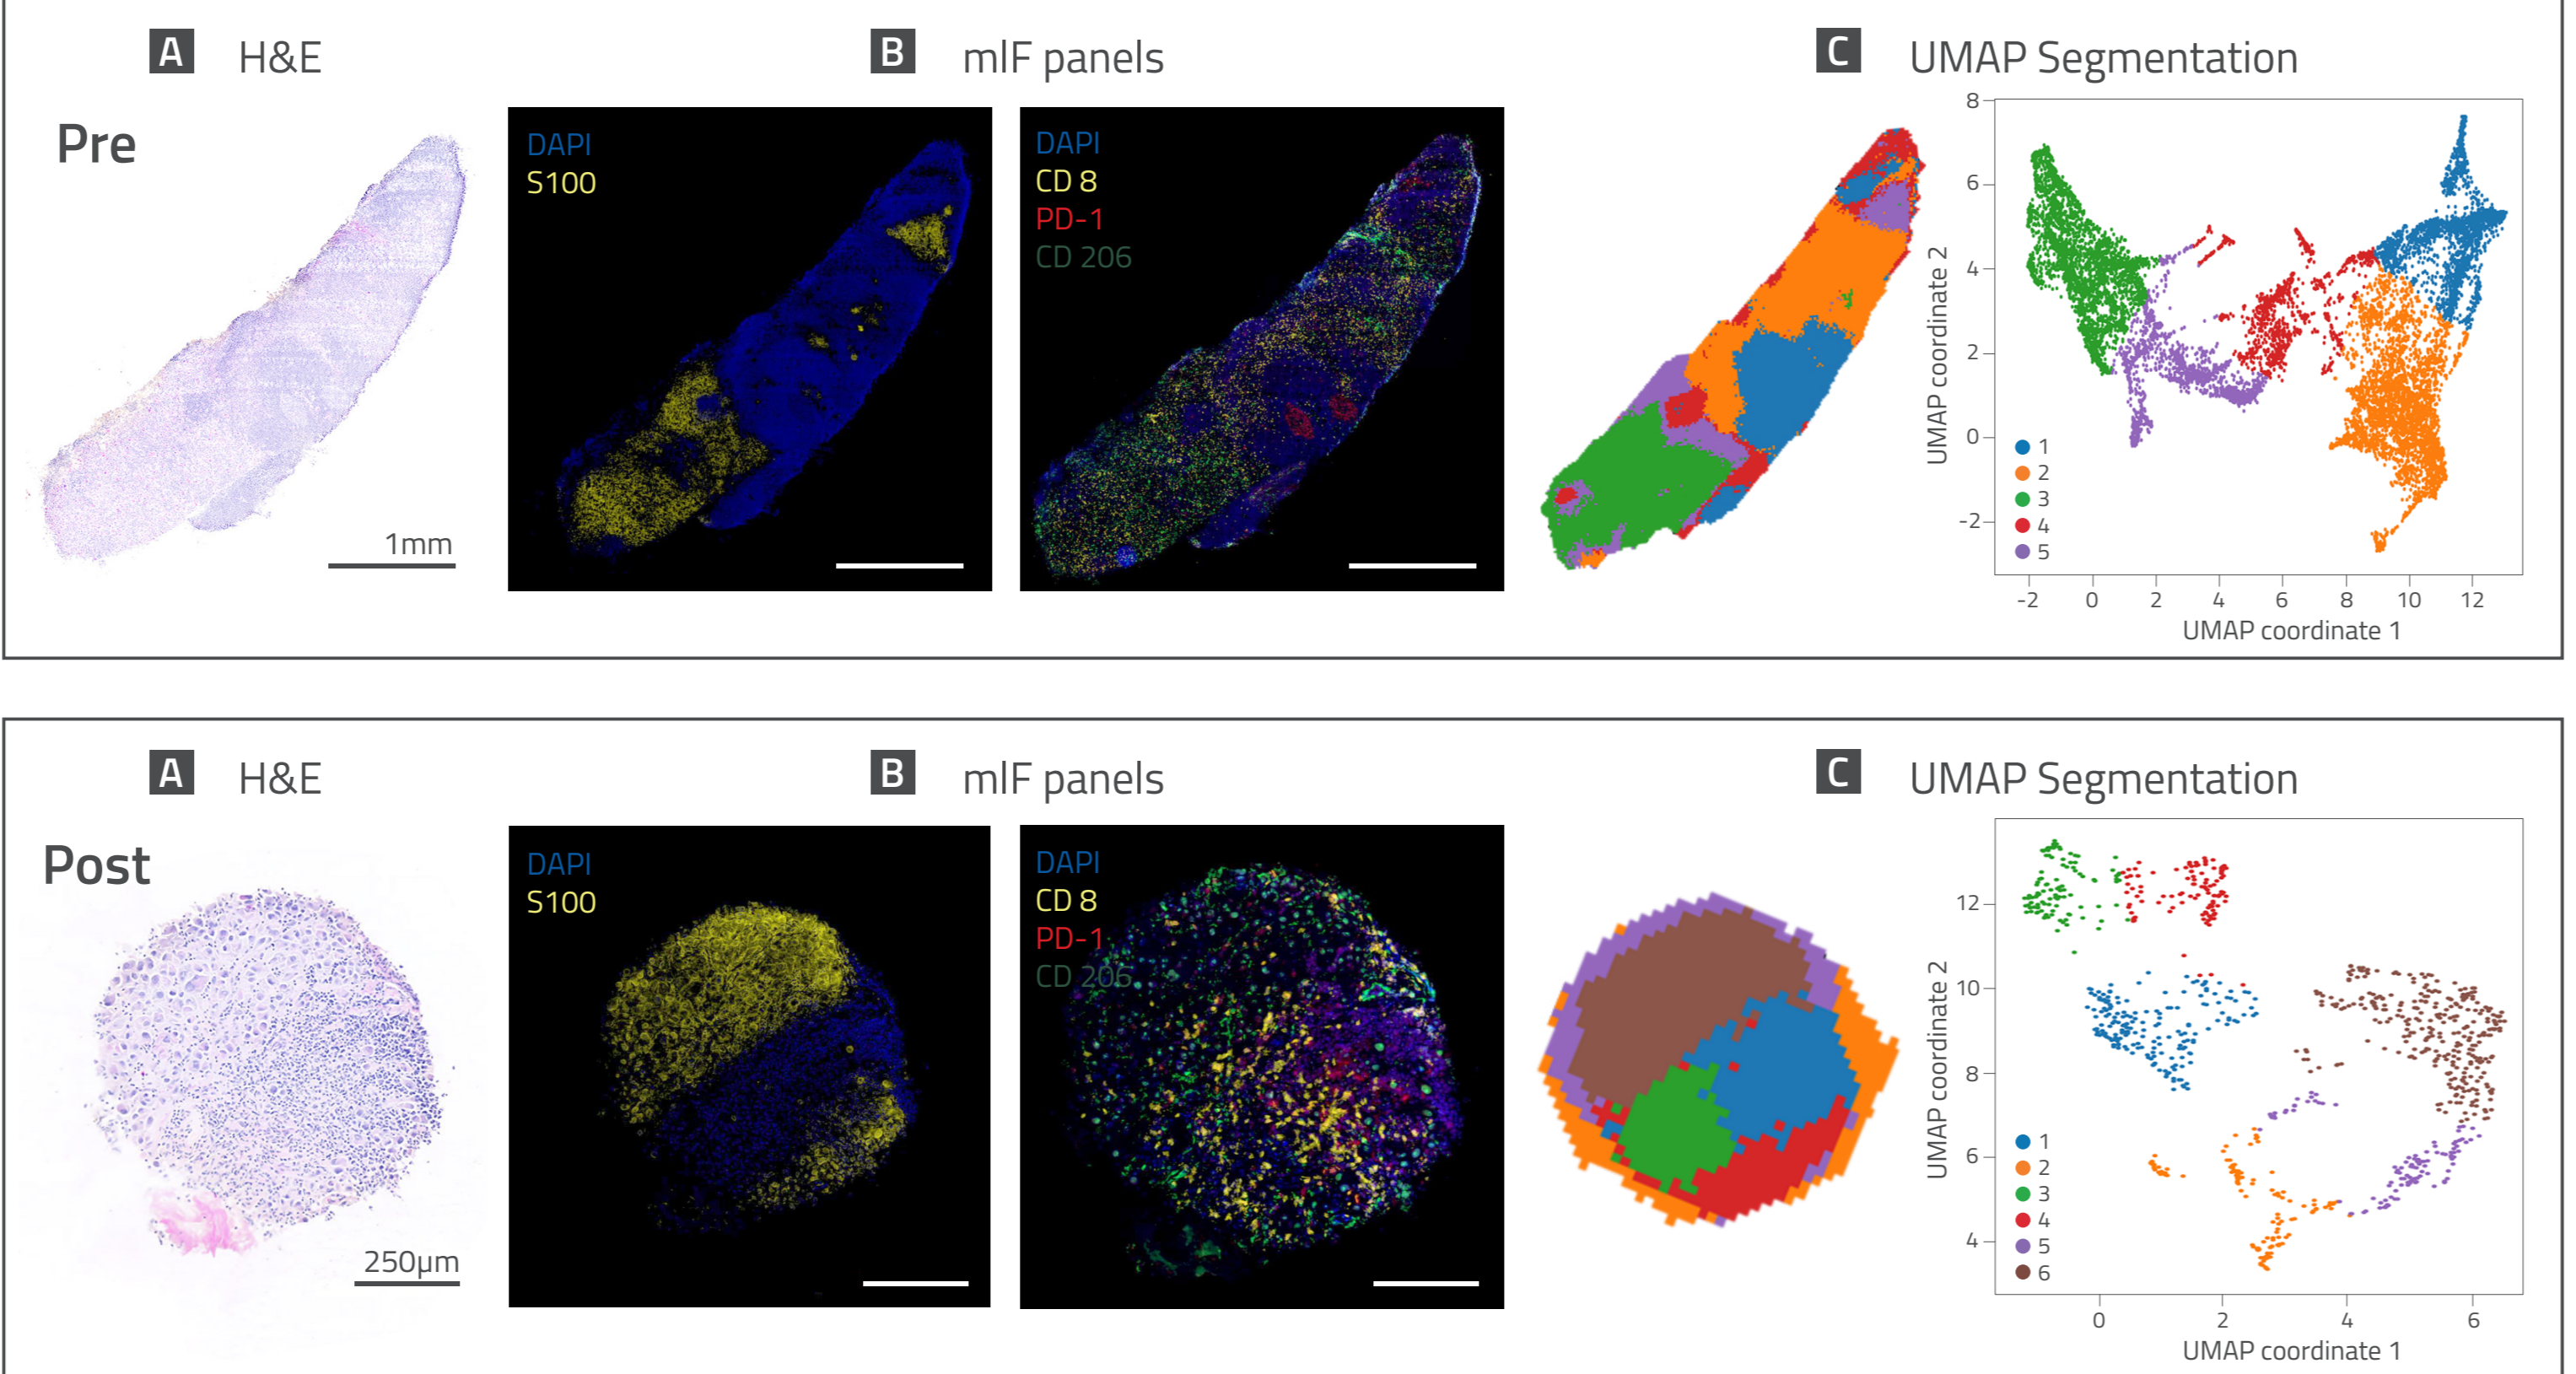 A H&E
B mIF panels
C UMAP Segmentation
Pre
1mm
DAPI
S100
DAPI
CD 8
PD-1
CD 206
UMAP coordinate 2
8
6
4
2
0
-2
1
2
3
4
5
-2 0 2 4 6 8 10 12
UMAP coordinate 1
A H&E
B mIF panels
C UMAP Segmentation
Post
250µm
DAPI
S100
DAPI
CD 8
PD-1
CD 206
UMAP coordinate 2
12
10
8
6
4
1
2
3
4
5
6
0 2 4 6
UMAP coordinate 1